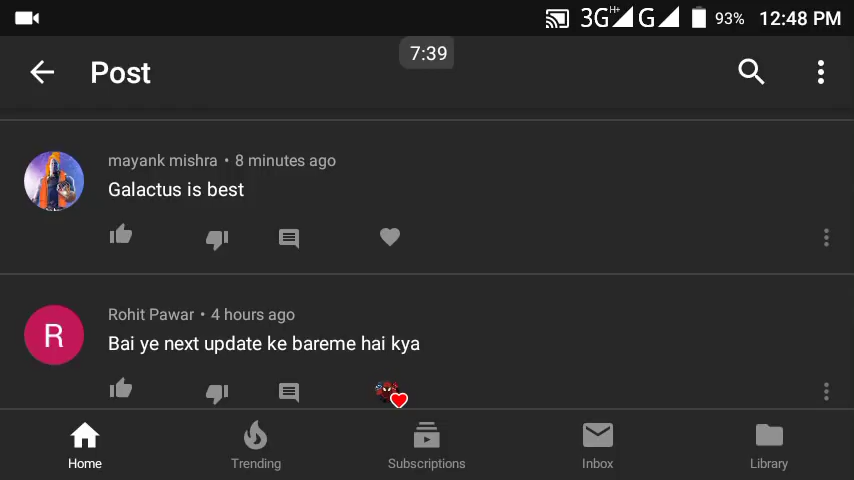 3G H+ G 93% 12:48 PM
7:39
Post
mayank mishra • 8 minutes ago
Galactus is best
R
Rohit Pawar • 4 hours ago
Bai ye next update ke bareme hai kya
Home Trending Subscriptions Inbox Library